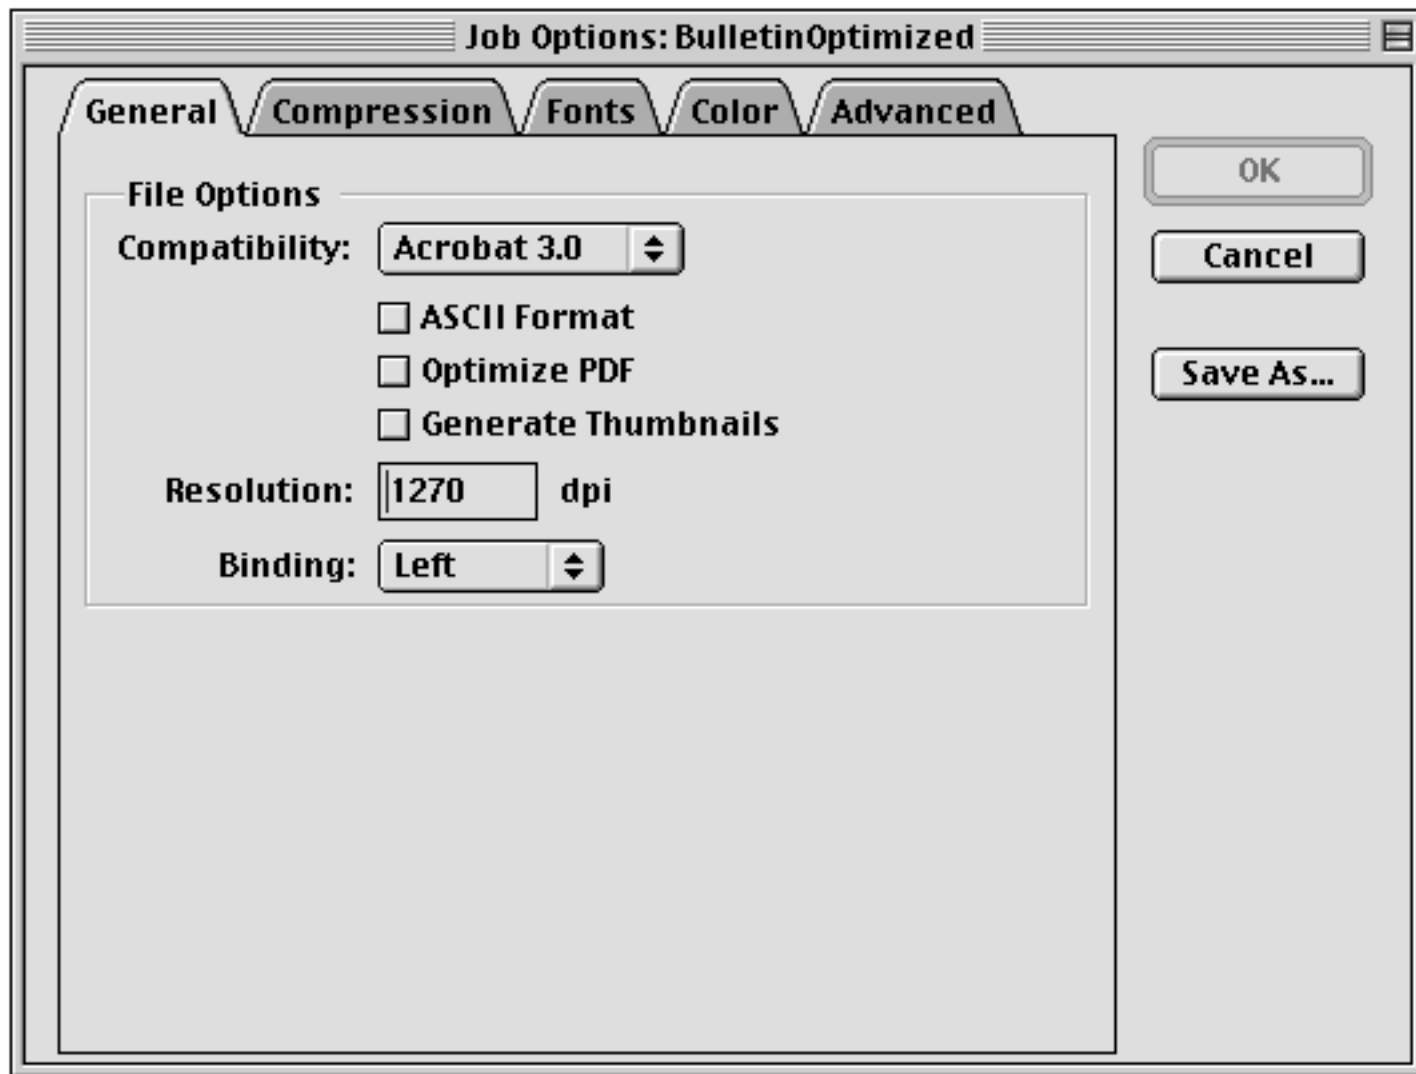 Job Options: BulletinOptimized
General Compression Fonts Color Advanced
OK
File Options
Compatibility: Acrobat 3.0
Cancel
ASCII Format
Optimize PDF
Save As...
Generate Thumbnails
Resolution: 1270 dpi
Binding: Left